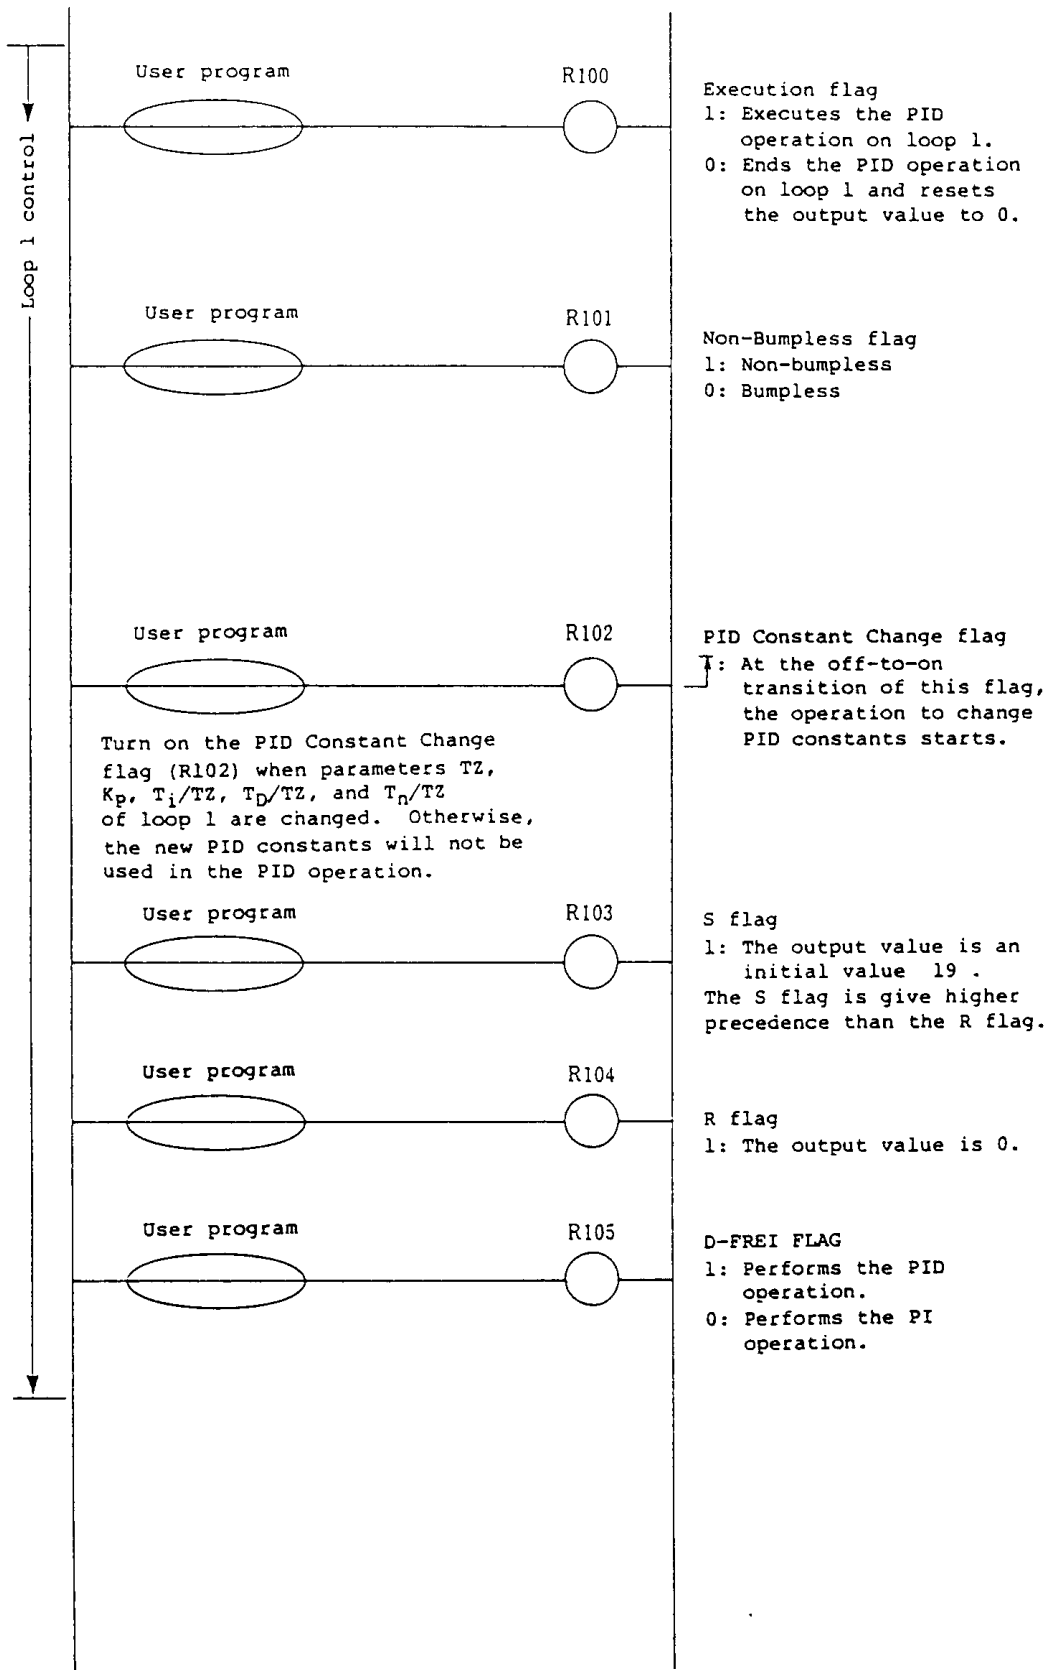 Loop 1 control
User program
R100
Execution flag
1: Executes the PID
operation on loop 1.
0: Ends the PID operation
on loop 1 and resets
the output value to 0.
User program
R101
Non-Bumpless flag
1: Non-bumpless
0: Bumpless
User program
R102
PID Constant Change flag
1: At the off-to-on
transition of this flag,
the operation to change
PID constants starts.
Turn on the PID Constant Change
flag (R102) when parameters TZ,
Kp, Ti/TZ, TD/TZ, and Tn/TZ
of loop 1 are changed. Otherwise,
the new PID constants will not be
used in the PID operation.
User program
R103
S flag
1: The output value is an
initial value 19 .
The S flag is give higher
precedence than the R flag.
User program
R104
R flag
1: The output value is 0.
User program
R105
D-FREI FLAG
1: Performs the PID
operation.
0: Performs the PI
operation.